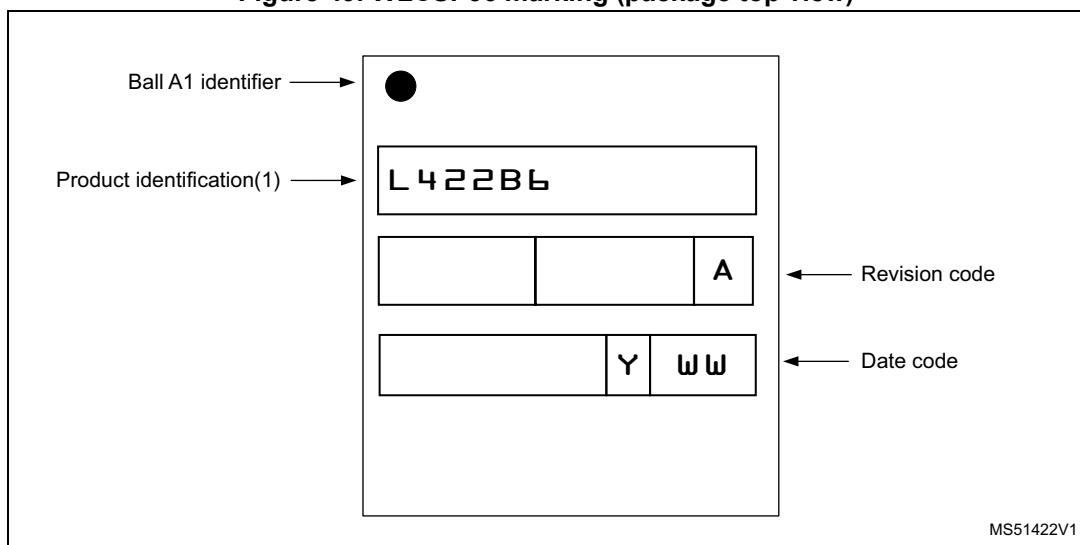 Ball A1 identifier
Product identification(1)
L422B6
A
Revision code
Y WW
Date code
MS51422V1